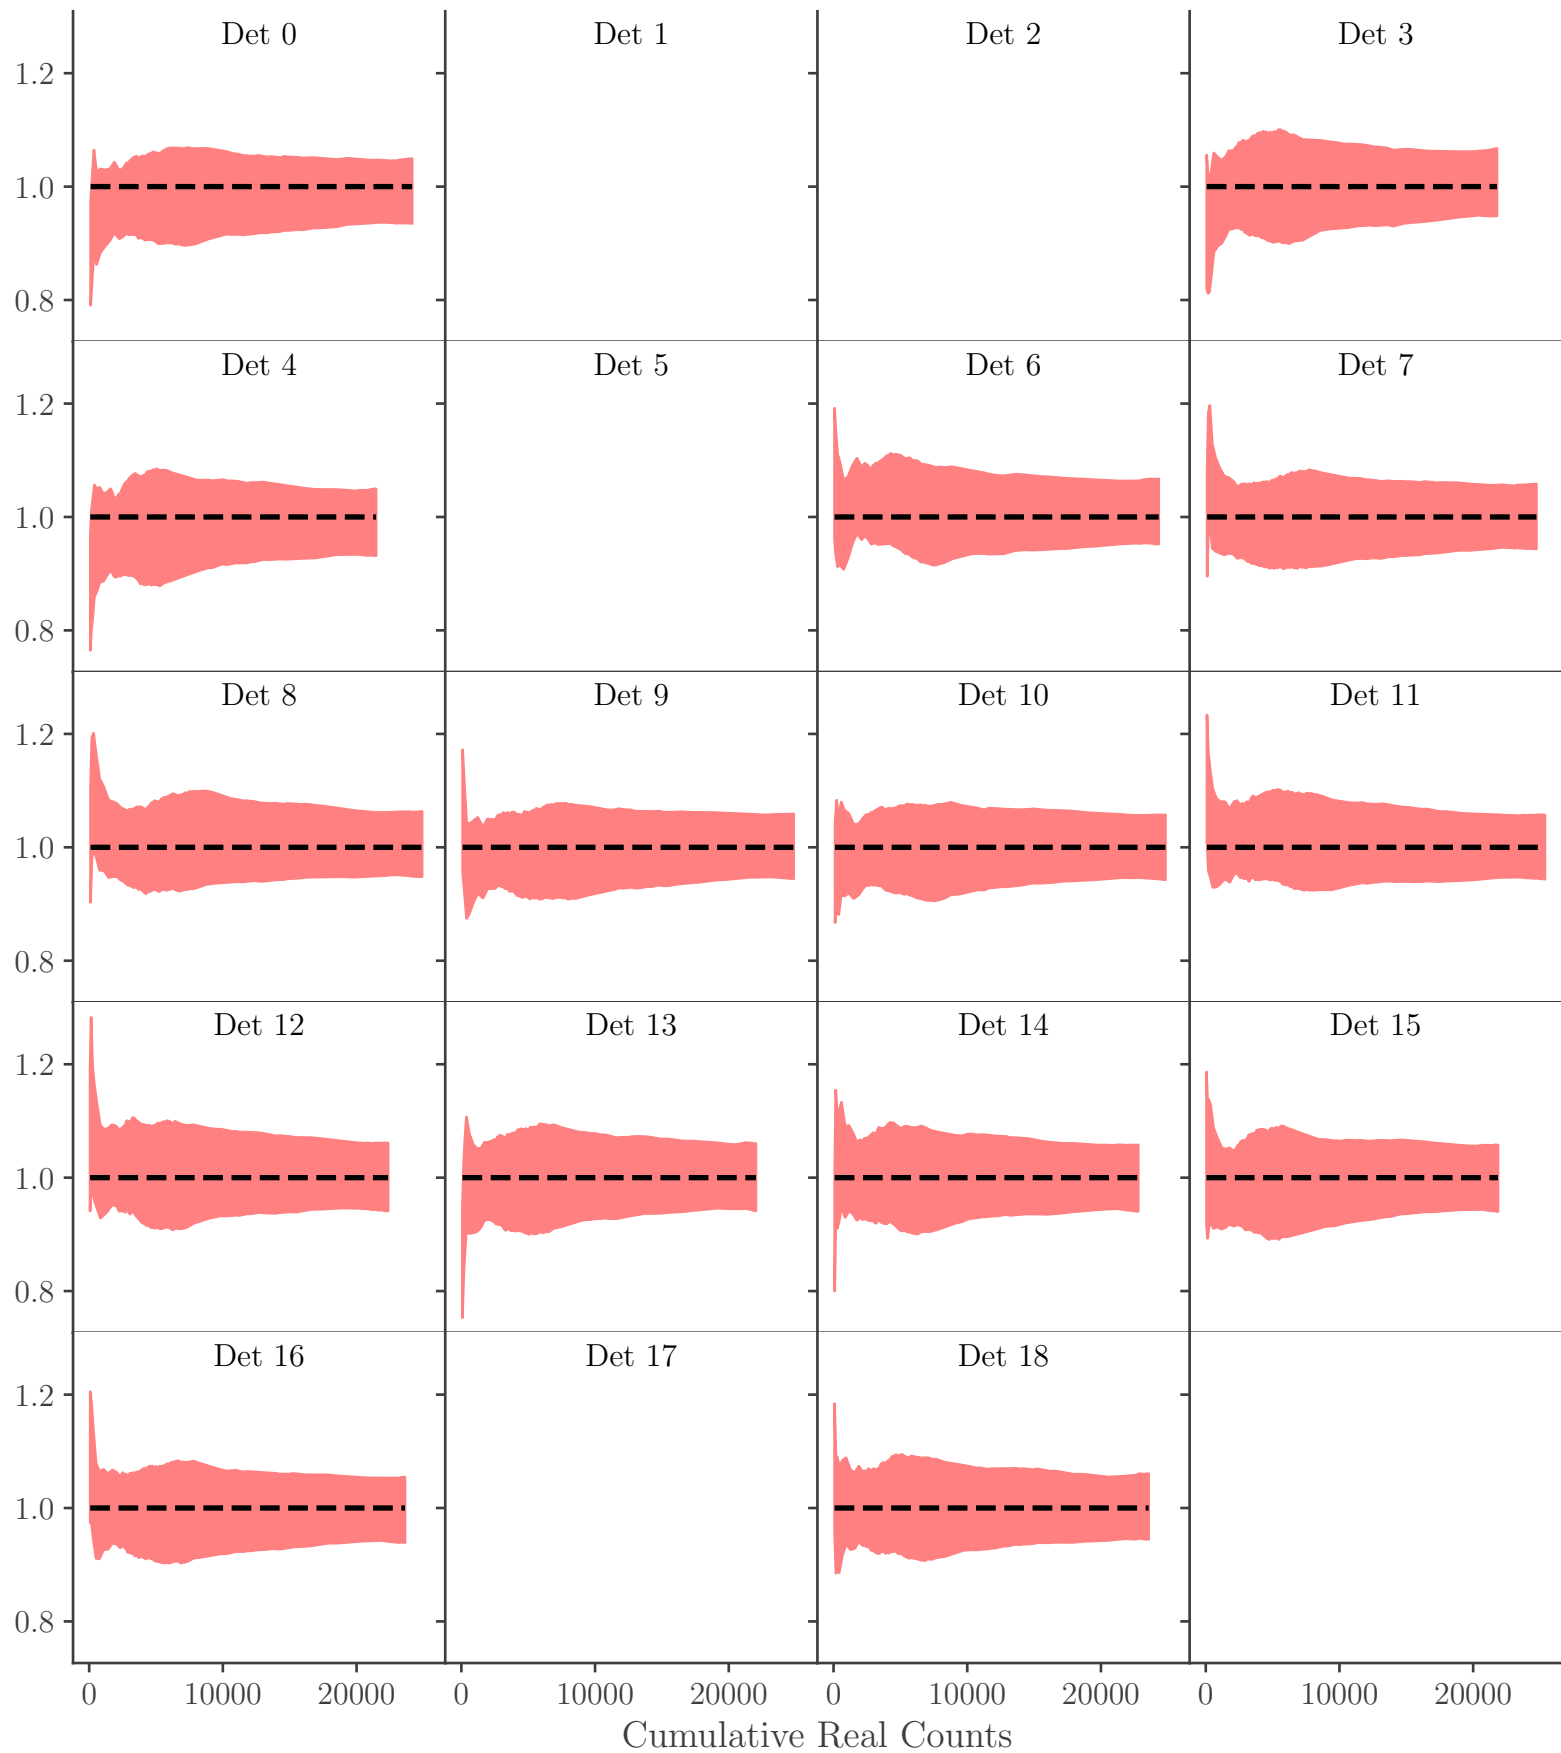 Det 0 Det 1 Det 2 Det 3
1.2
1.0
0.8
Det 4 Det 5 Det 6 Det 7
1.2
1.0
0.8
Det 8 Det 9 Det 10 Det 11
1.2
1.0
0.8
Det 12 Det 13 Det 14 Det 15
1.2
1.0
0.8
Det 16 Det 17 Det 18
1.2
1.0
0.8
0 10000 20000 0 10000 20000 0 10000 20000 0 10000 20000
Cumulative Real Counts